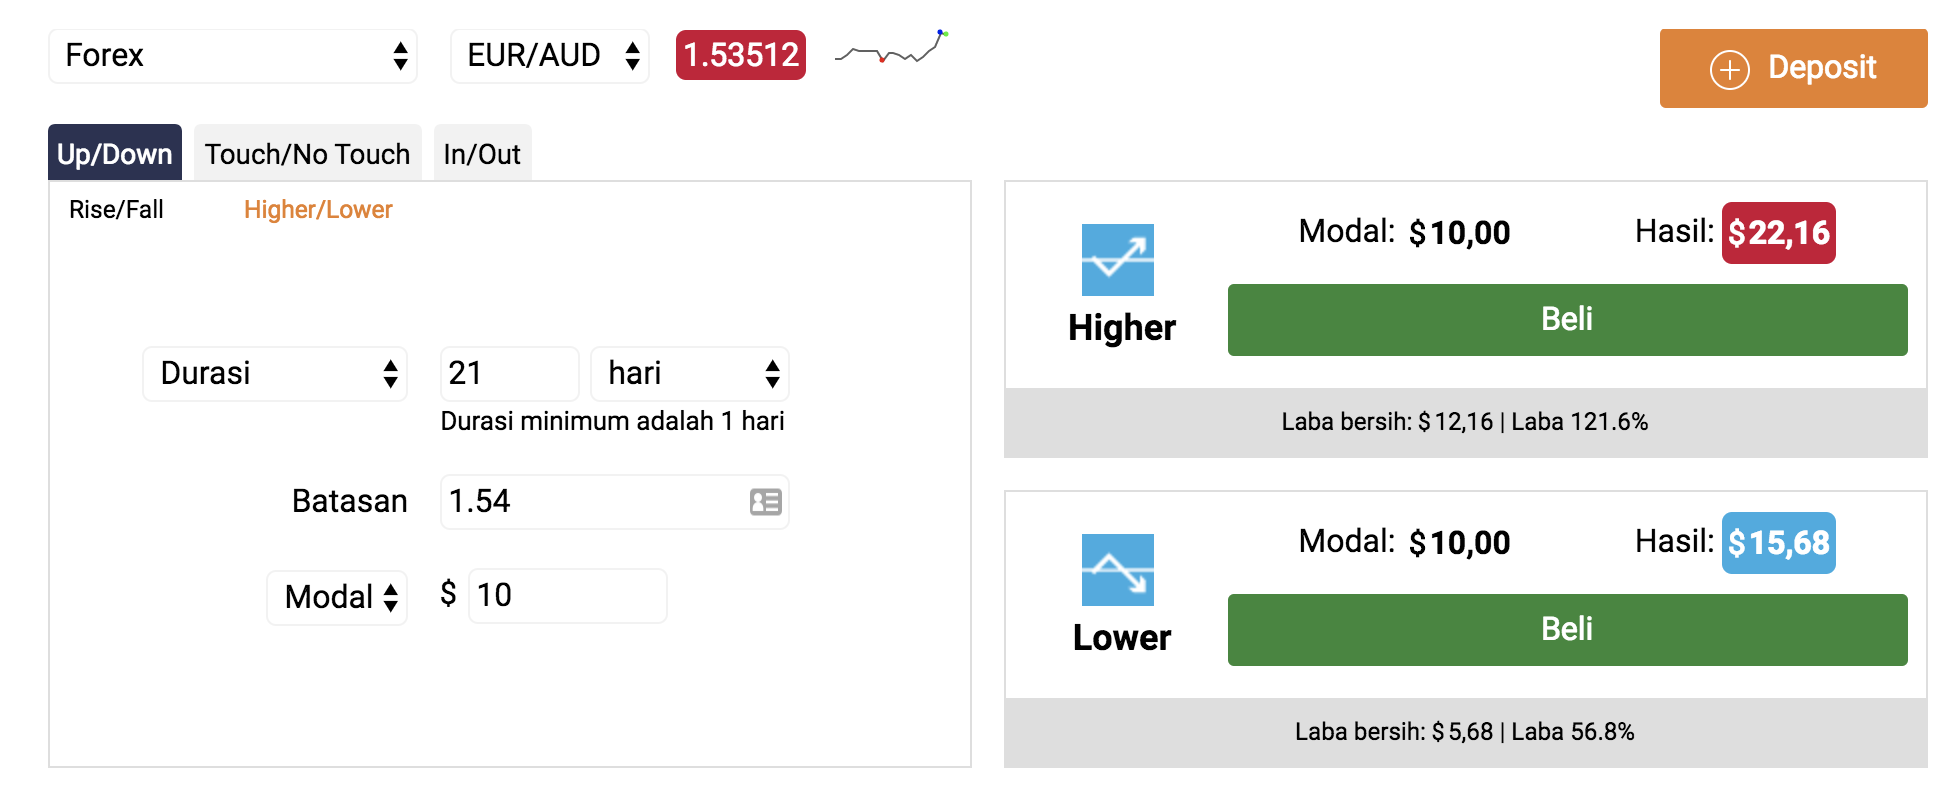 Forex
EUR/AUD
1.53512
Deposit
Up/Down
Touch/No Touch
In/Out
Rise/Fall
Higher/Lower
Durasi
21
hari
Durasi minimum adalah 1 hari
Batasan
1.54
Modal
$
10
Modal: $10,00
Hasil: $22,16
Higher
Beli
Laba bersih: $12,16 | Laba 121.6%
Modal: $10,00
Hasil: $15,68
Lower
Beli
Laba bersih: $5,68 | Laba 56.8%